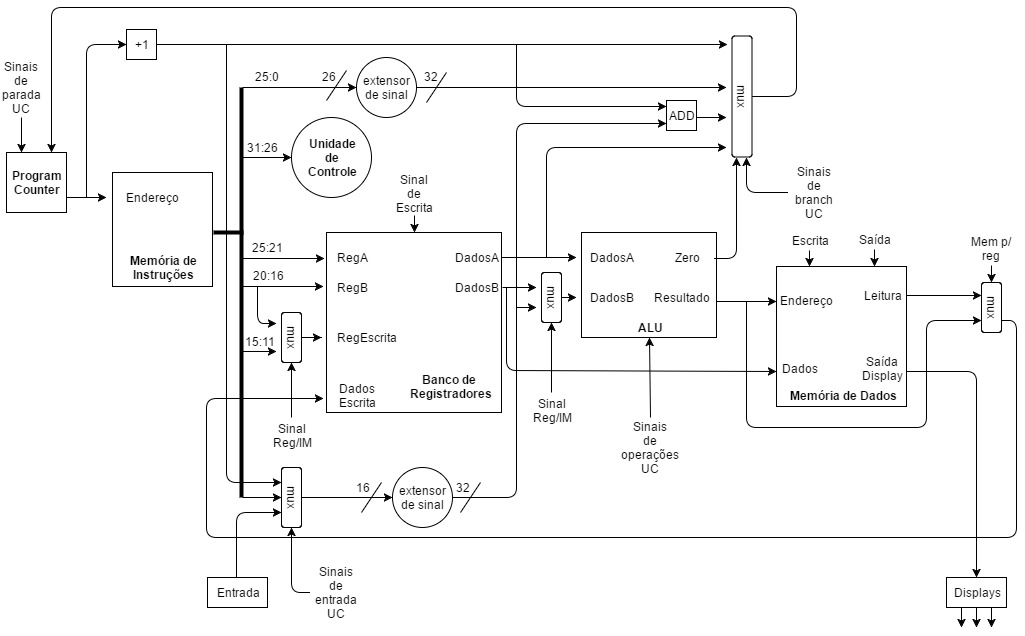 +1
Sinais
de
parada
UC
25:0
26
extensor
de sinal
32
mux
ADD
Program
Counter
31:26
Unidade
de
Controle
Endereço
Memória de
Instruções
Sinal
de
Escrita
Sinais
de
branch
UC
25:21
RegA
DadosA
20:16
RegB
DadosB
mux
RegEscrita
15:11
Dados
Escrita
Banco de
Registradores
Sinal
Reg/IM
mux
DadosA
Zero
DadosB
Resultado
ALU
Sinal
Reg/IM
Sinais
de
operações
UC
Escrita
Saída
Endereço
Leitura
Dados
Saída
Display
Memória de Dados
Mem p/
reg
mux
mux
16
extensor
de sinal
32
Entrada
Sinais
de
entrada
UC
Displays